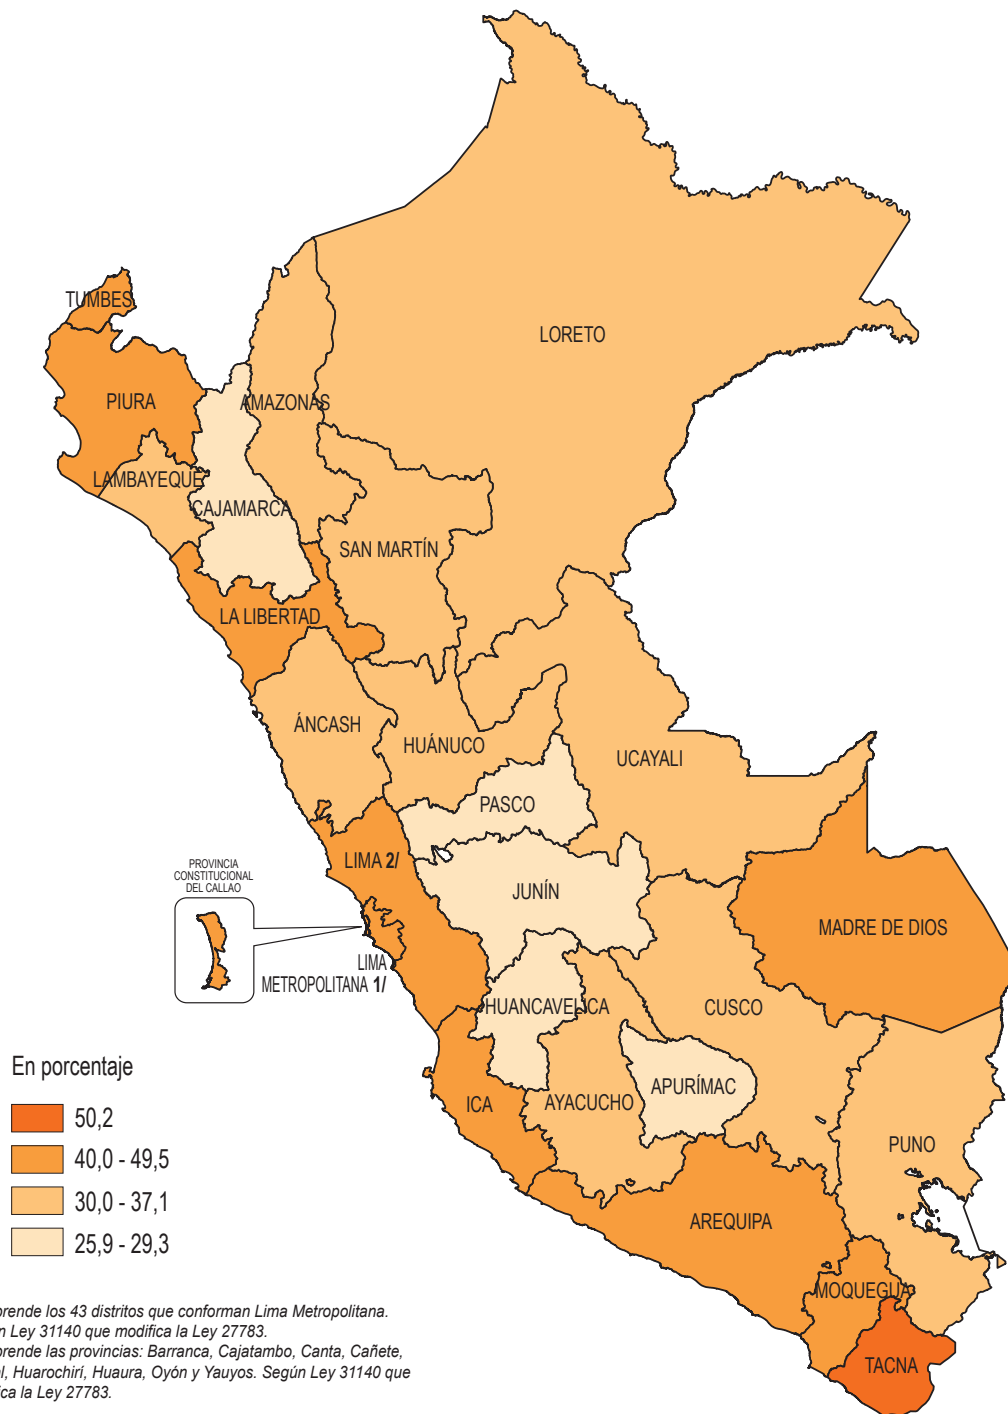 TUMBES
LORETO
PIURA
AMAZONAS
LAMBAYEQUE
CAJAMARCA
SAN MARTÍN
LA LIBERTAD
ÁNCASH
HUÁNUCO
UCAYALI
PASCO
LIMA 2/
PROVINCIA
CONSTITUCIONAL
DEL CALLAO
JUNÍN
MADRE DE DIOS
LIMA
METROPOLITANA 1/
HUANCAVELICA
CUSCO
En porcentaje
APURÍMAC
ICA
AYACUCHO
50,2
PUNO
40,0 - 49,5
30,0 - 37,1
AREQUIPA
25,9 - 29,3
MOQUEGUA
TACNA
prende los 43 distritos que conforman Lima Metropolitana.
n Ley 31140 que modifica la Ley 27783.
prende las provincias: Barranca, Cajatambo, Canta, Cañete,
l, Huarochirí, Huaura, Oyón y Yauyos. Según Ley 31140 que
ica la Ley 27783.